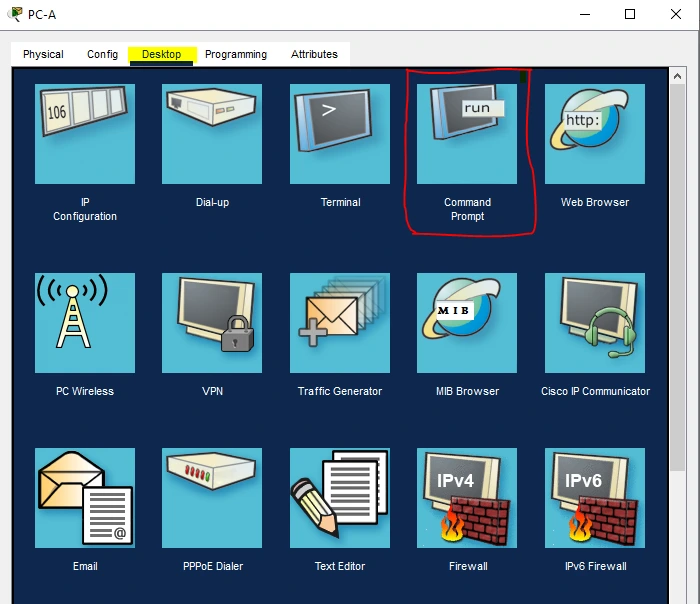 PC-A
Physical Config Desktop Programming Attributes
106
>
run
http:
IP
Configuration
Dial-up
Terminal
Command
Prompt
Web Browser
MIB
PC Wireless
VPN
Traffic Generator
MIB Browser
Cisco IP Communicator
@
IPv4
IPv6
Email
PPPoE Dialer
Text Editor
Firewall
IPv6 Firewall